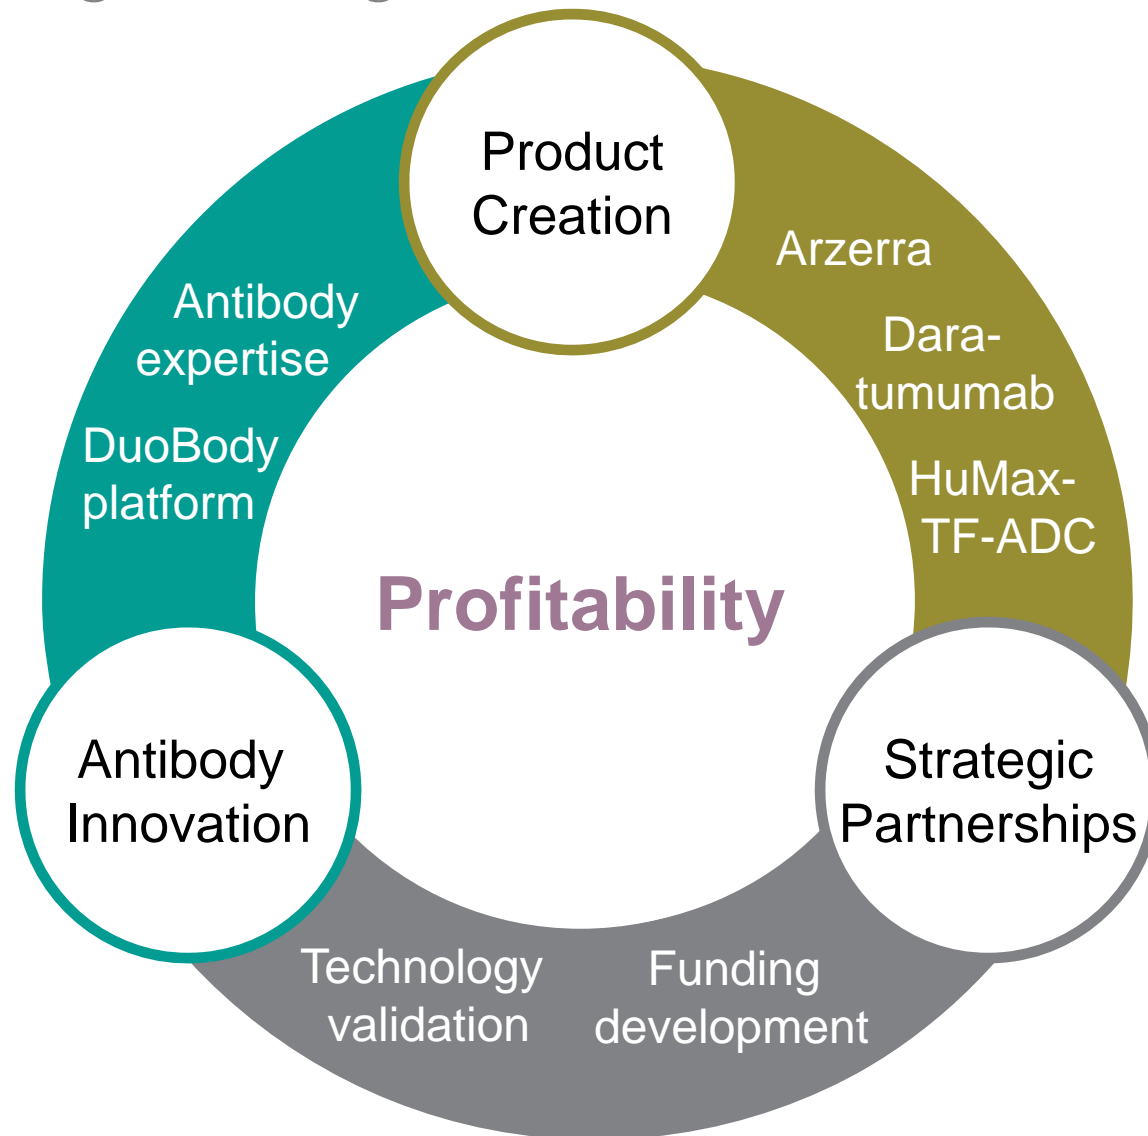 Product
Creation
Arzerra
Dara-
tumumab
HuMax-
TF-ADC
Antibody
expertise
DuoBody
platform
Profitability
Antibody
Innovation
Strategic
Partnerships
Technology
validation
Funding
development